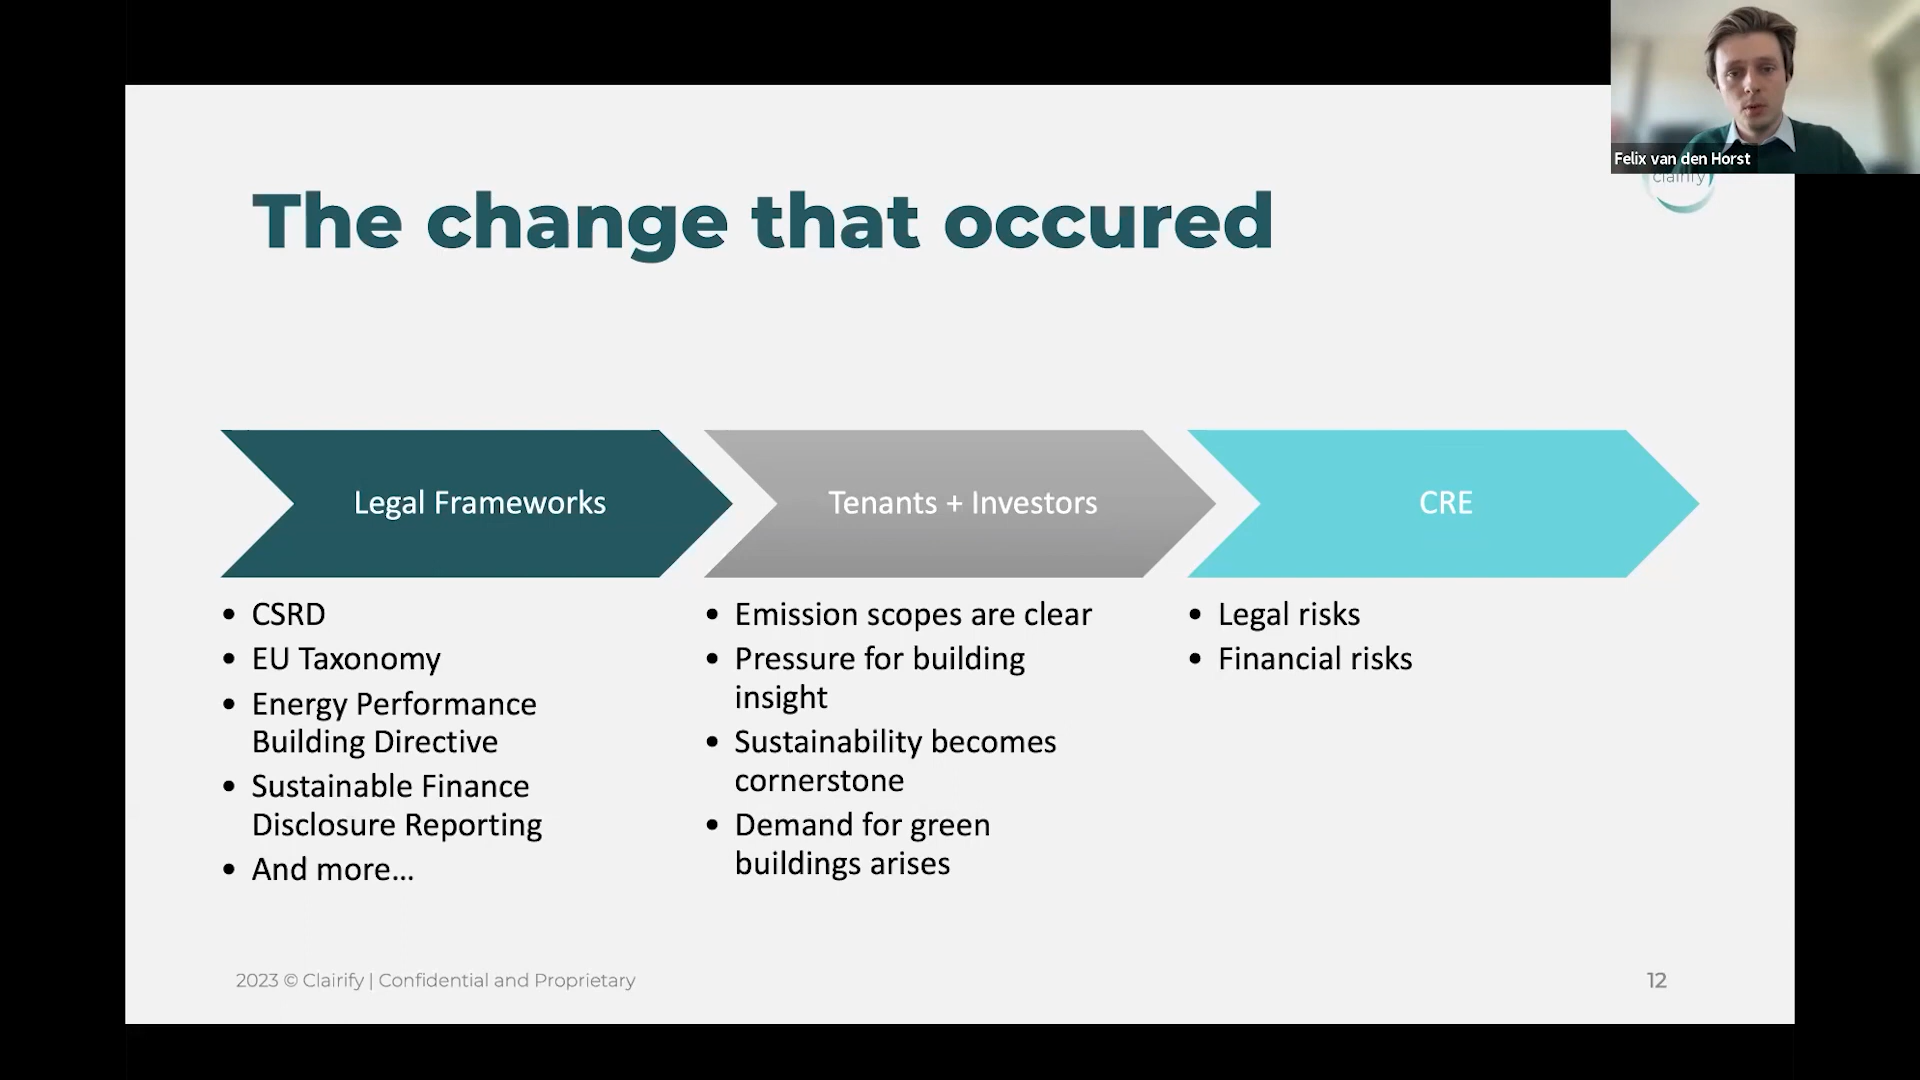 Felix van den Horst
clairify
The change that occured
Legal Frameworks
CSRD
EU Taxonomy
Energy Performance
Building Directive
Sustainable Finance
Disclosure Reporting
And more...
Tenants + Investors
Emission scopes are clear
Pressure for building
insight
Sustainability becomes
cornerstone
Demand for green
buildings arises
CRE
Legal risks
Financial risks
2023 © Clairify | Confidential and Proprietary
12